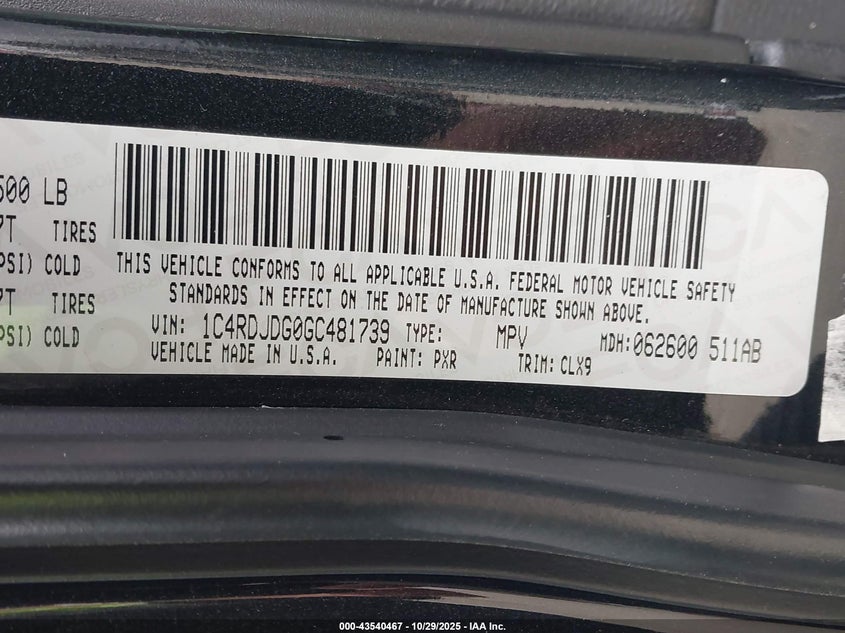 500 LB
7T TIRES
PSI) COLD
7T TIRES
PSI) COLD
THIS VEHICLE CONFORMS TO ALL APPLICABLE U.S.A. FEDERAL MOTOR VEHICLE SAFETY
STANDARDS IN EFFECT ON THE DATE OF MANUFACTURE SHOWN ABOVE.
VIN: 1C4RDJDG0GC481739 TYPE: MPV MDH: 062600 511AB
VEHICLE MADE IN U.S.A. PAINT: PXR TRIM: CLX9
000-43540467 - 10/29/2025 - IAA Inc.